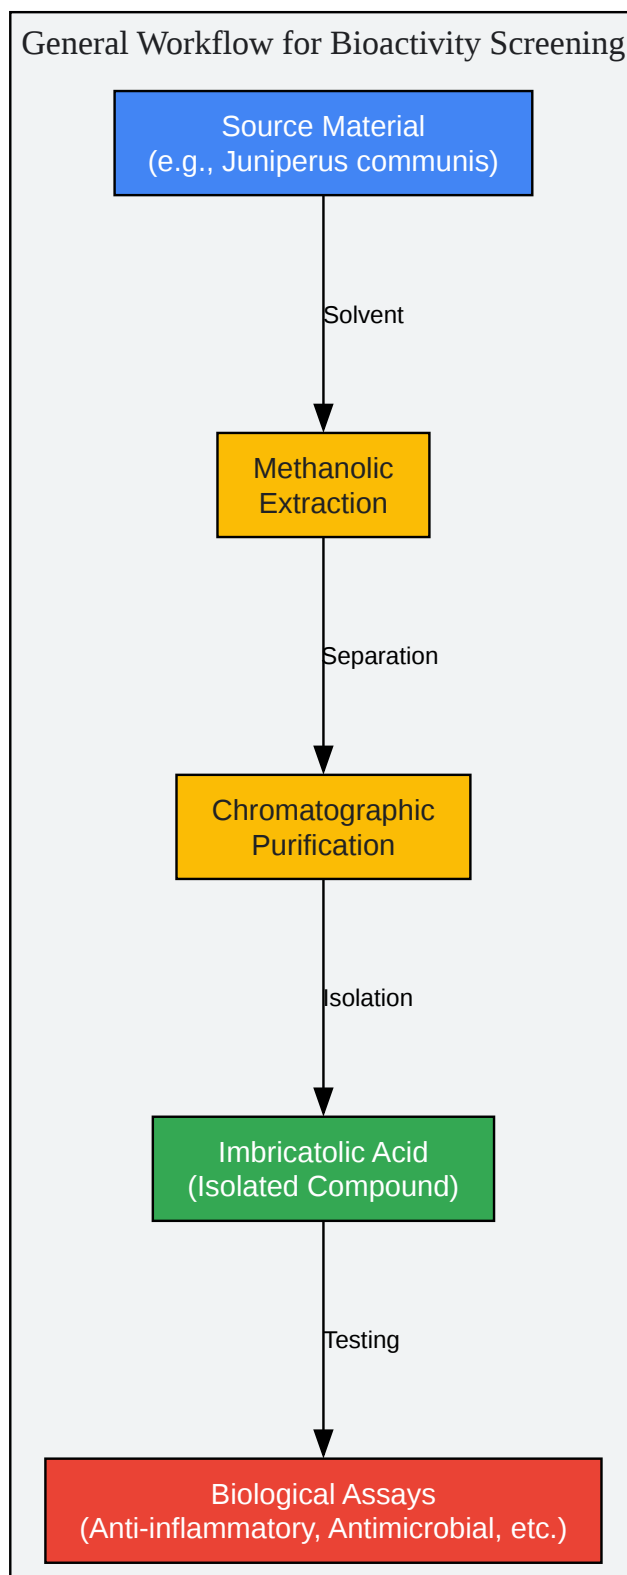 General Workflow for Bioactivity Screening
Source Material
(e.g., Juniperus communis)
Solvent
Methanolic
Extraction
Separation
Chromatographic
Purification
Isolation
Imbricatolic Acid
(Isolated Compound)
Testing
Biological Assays
(Anti-inflammatory, Antimicrobial, etc.)